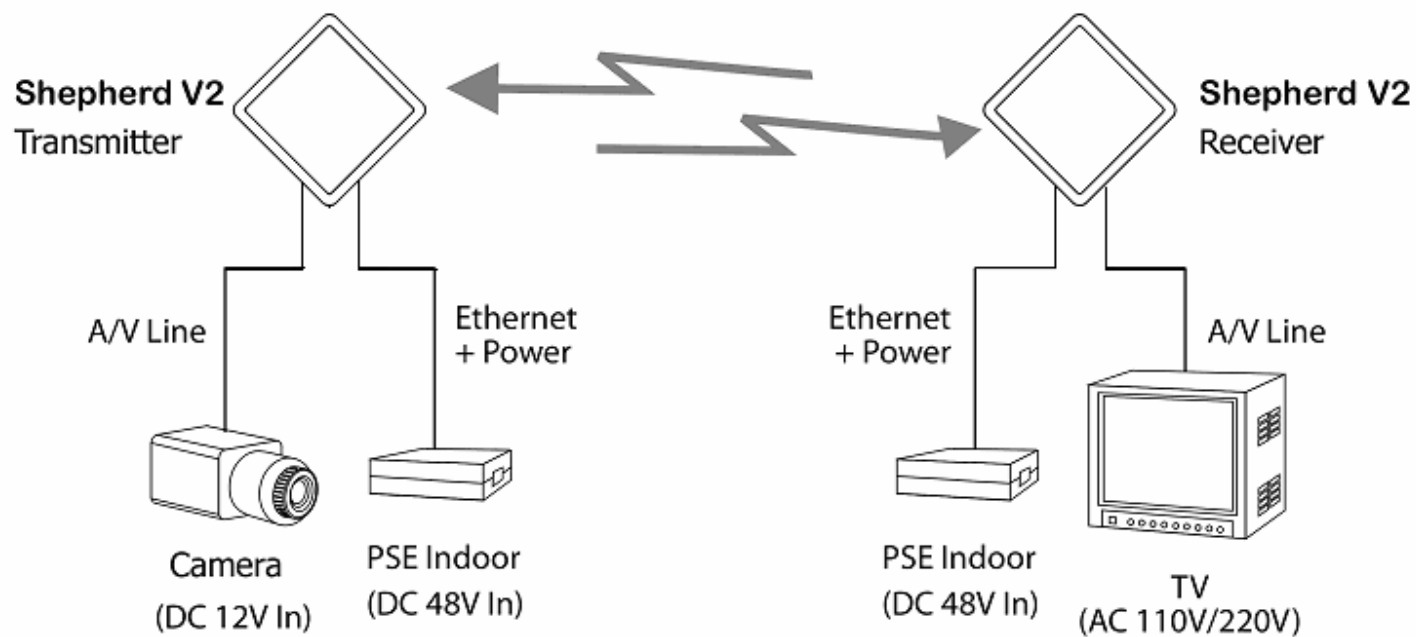 Shepherd V2
Transmitter
Shepherd V2
Receiver
A/V Line
Ethernet
+ Power
Ethernet
+ Power
A/V Line
Camera
(DC 12V In)
PSE Indoor
(DC 48V In)
PSE Indoor
(DC 48V In)
TV
(AC 110V/220V)